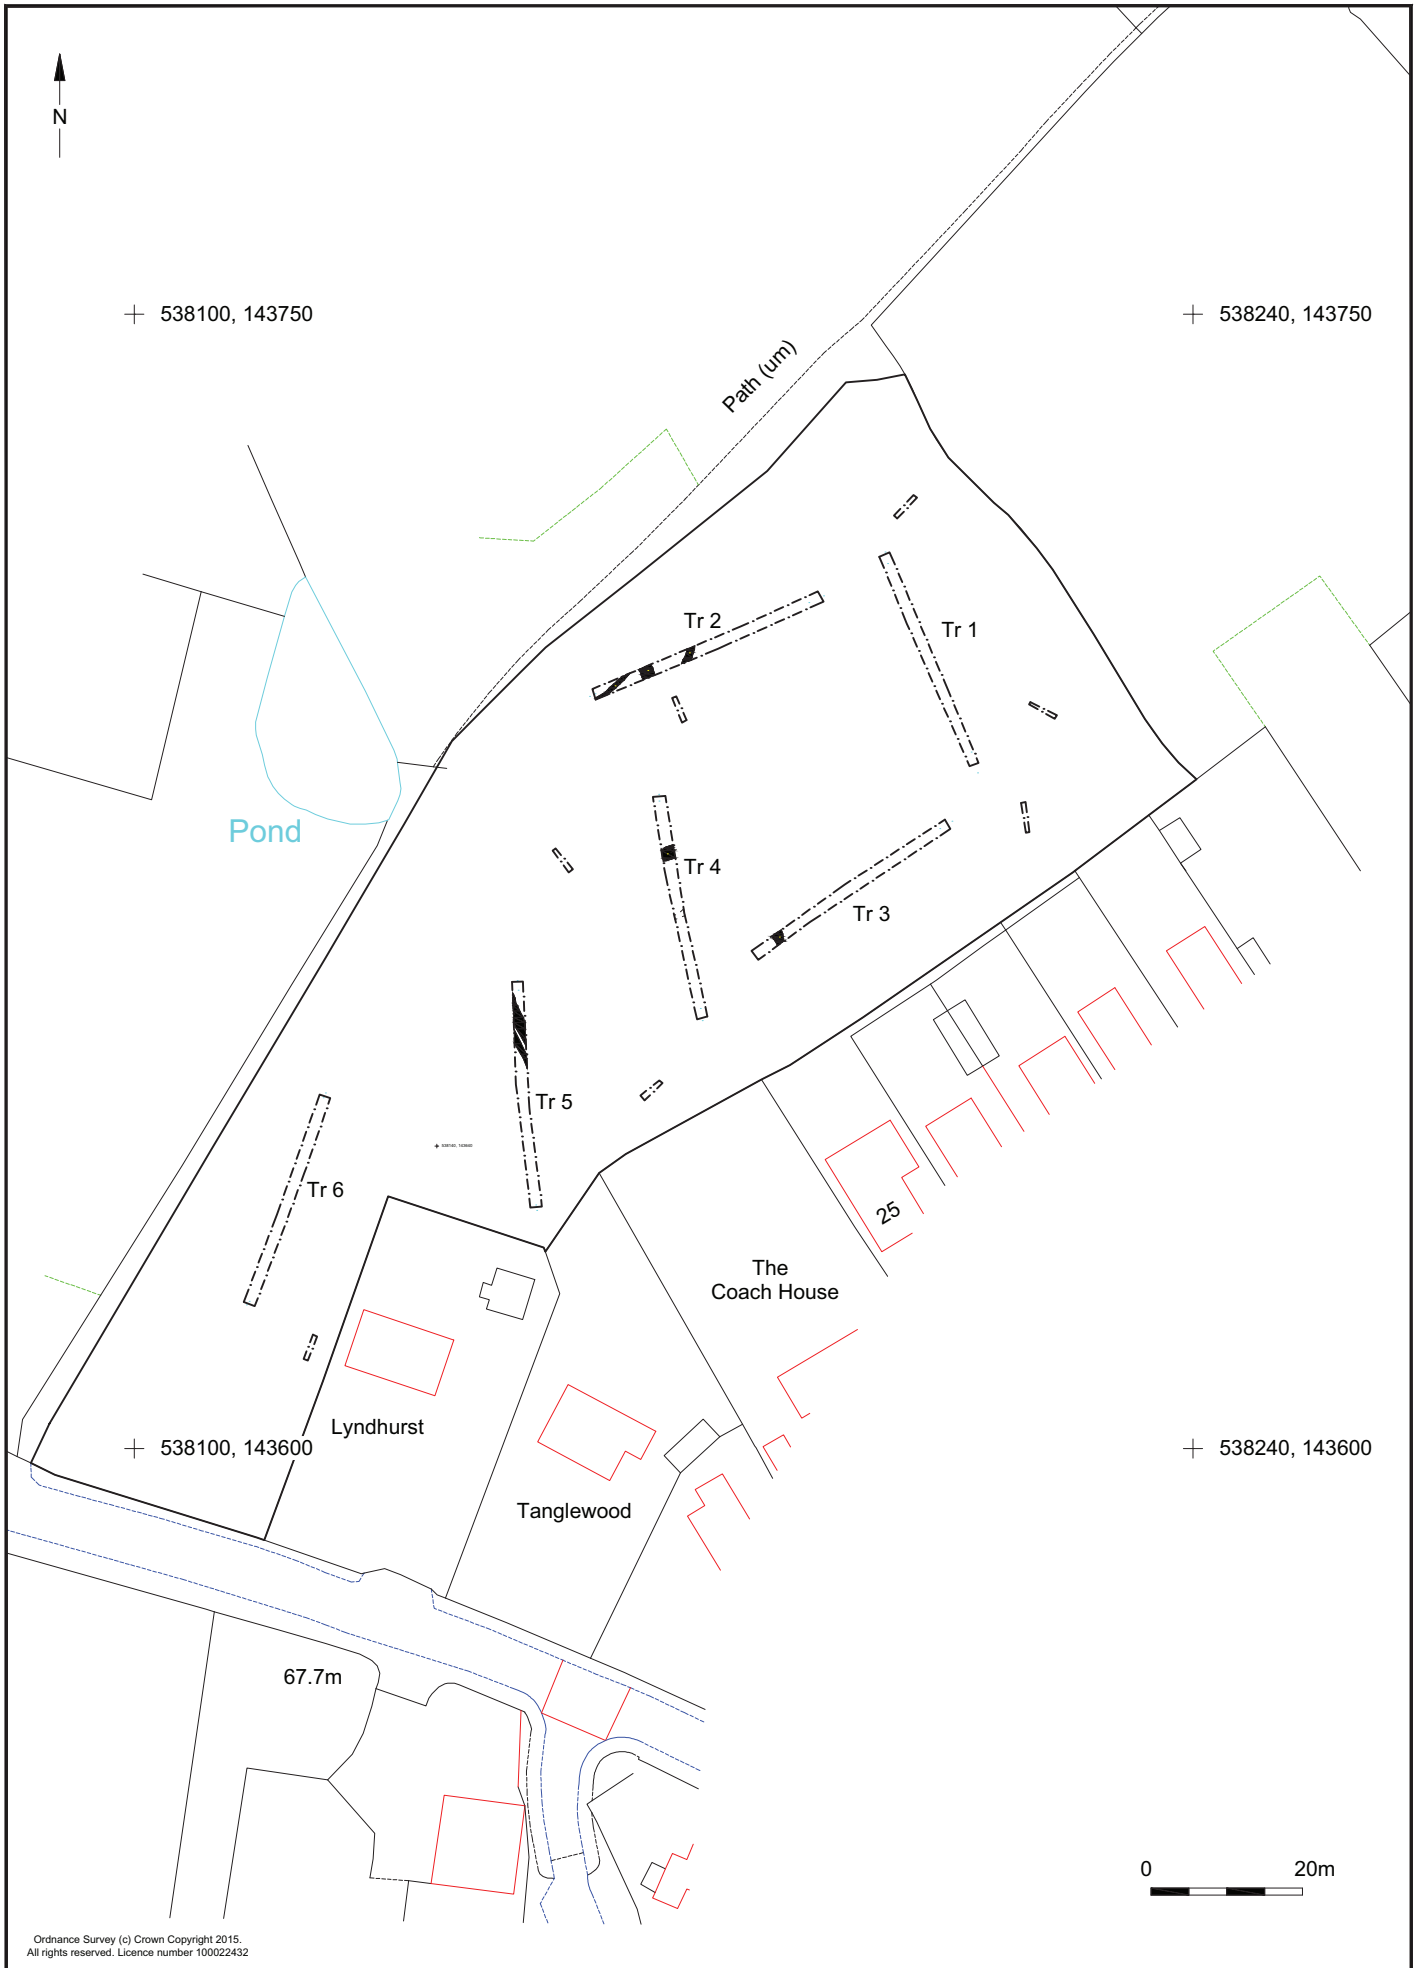 N
538100, 143750
538240, 143750
Path (um)
Tr 2
Tr 1
Pond
Tr 4
Tr 3
Tr 5
Tr 6
25
The
Coach House
Lyndhurst
538100, 143600
538240, 143600
Tanglewood
67.7m
0 20m
Ordnance Survey (c) Crown Copyright 2015.
All rights reserved. Licence number 100022432